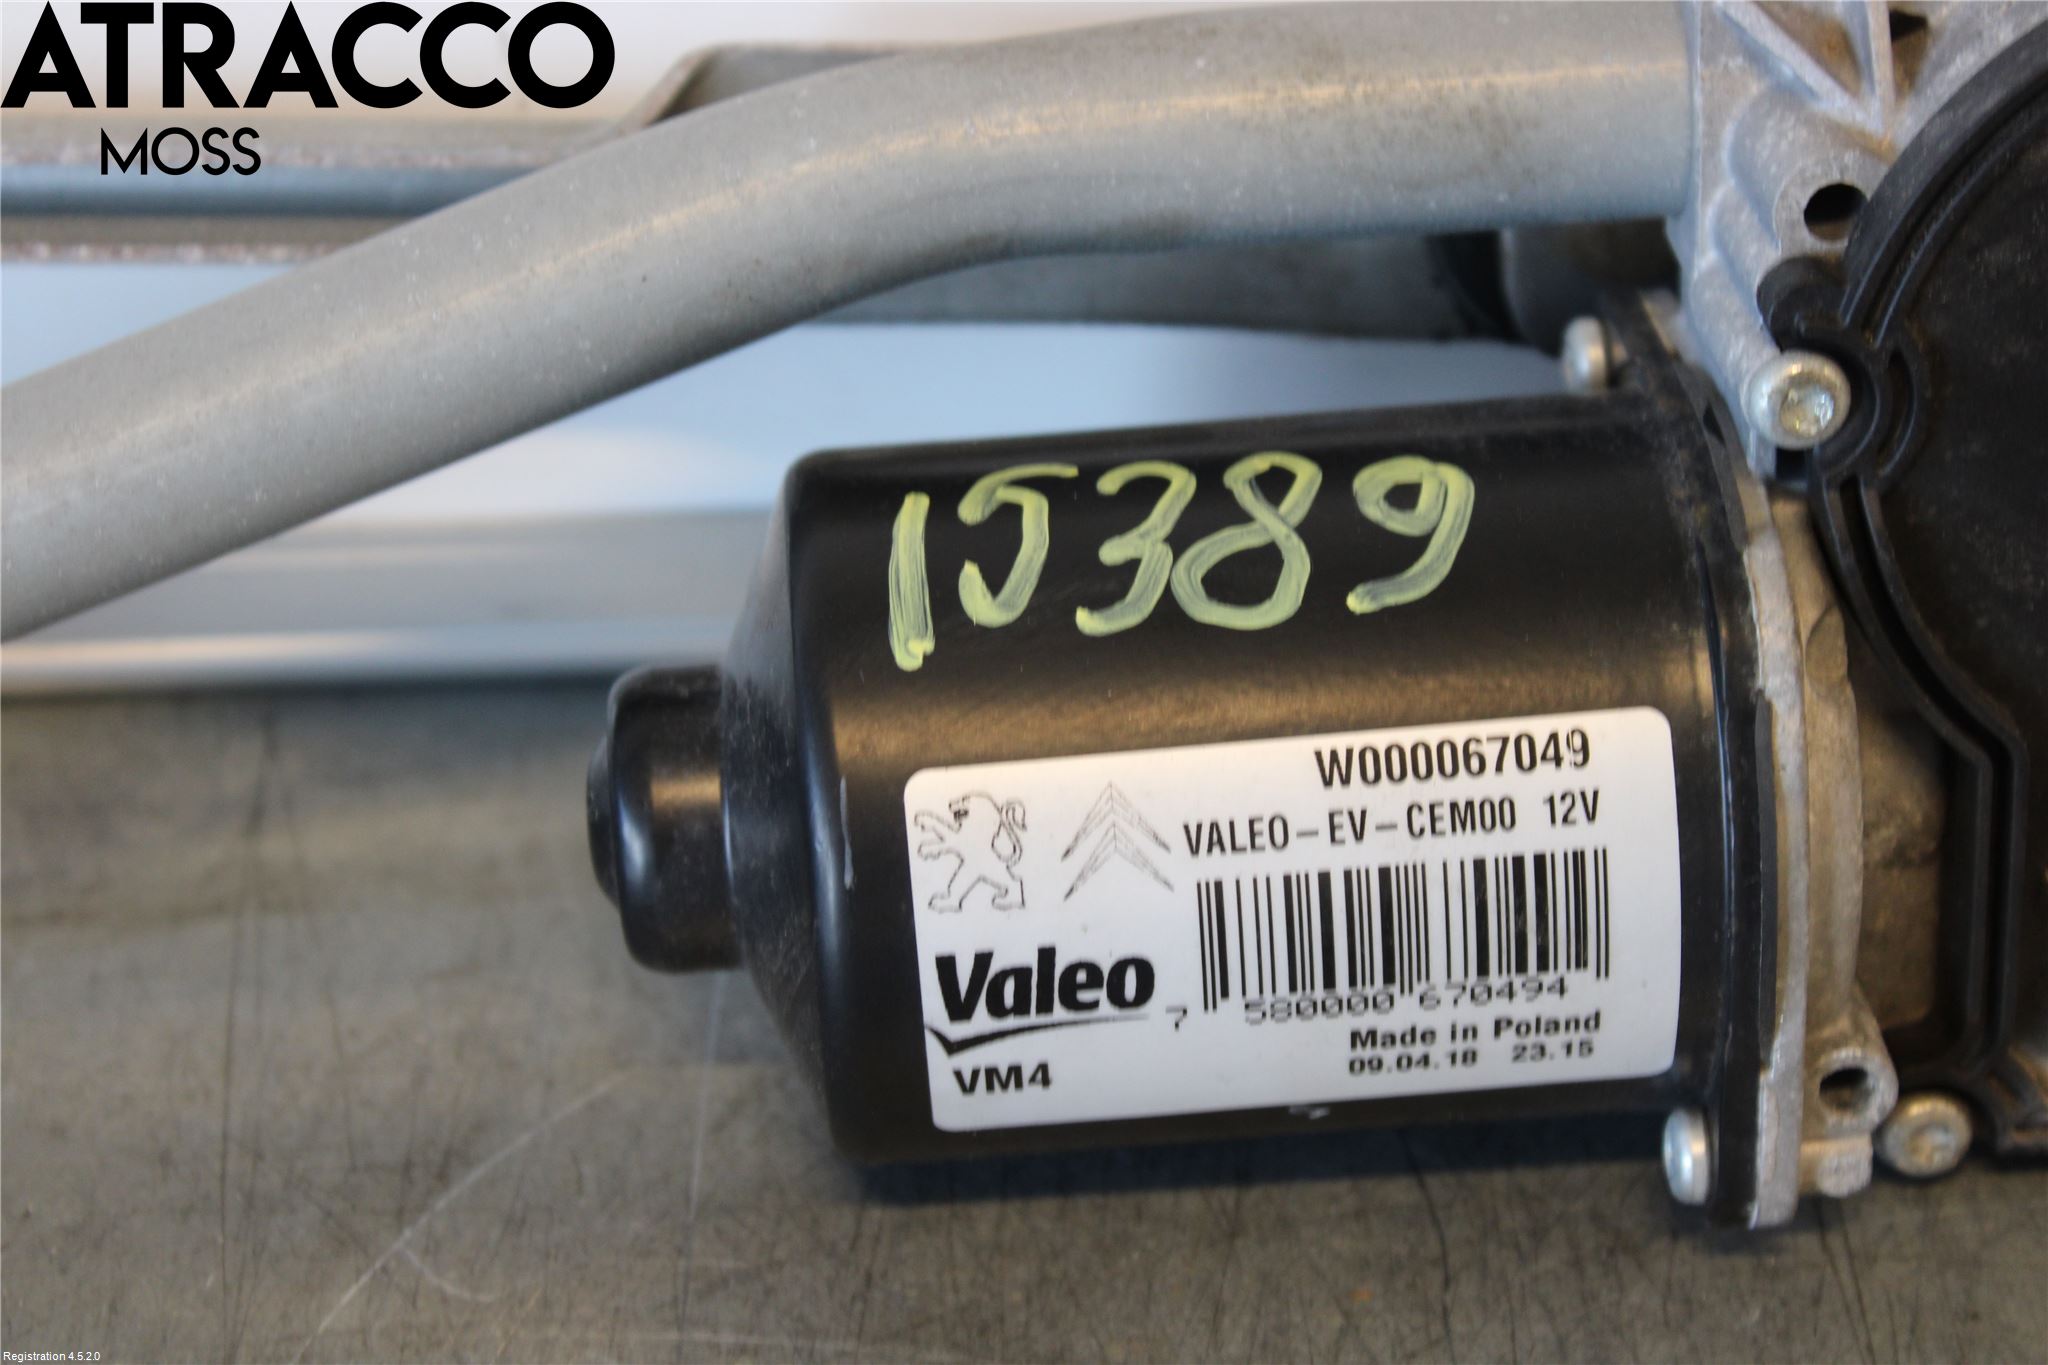 ATRACCO
MOSS
15389
W000067049
VALEO-EV-CEM00 12V
Valeo
7 580000 670494
Made in Poland
09.04.18 23.15
VM4
Registration 4.5.2.0